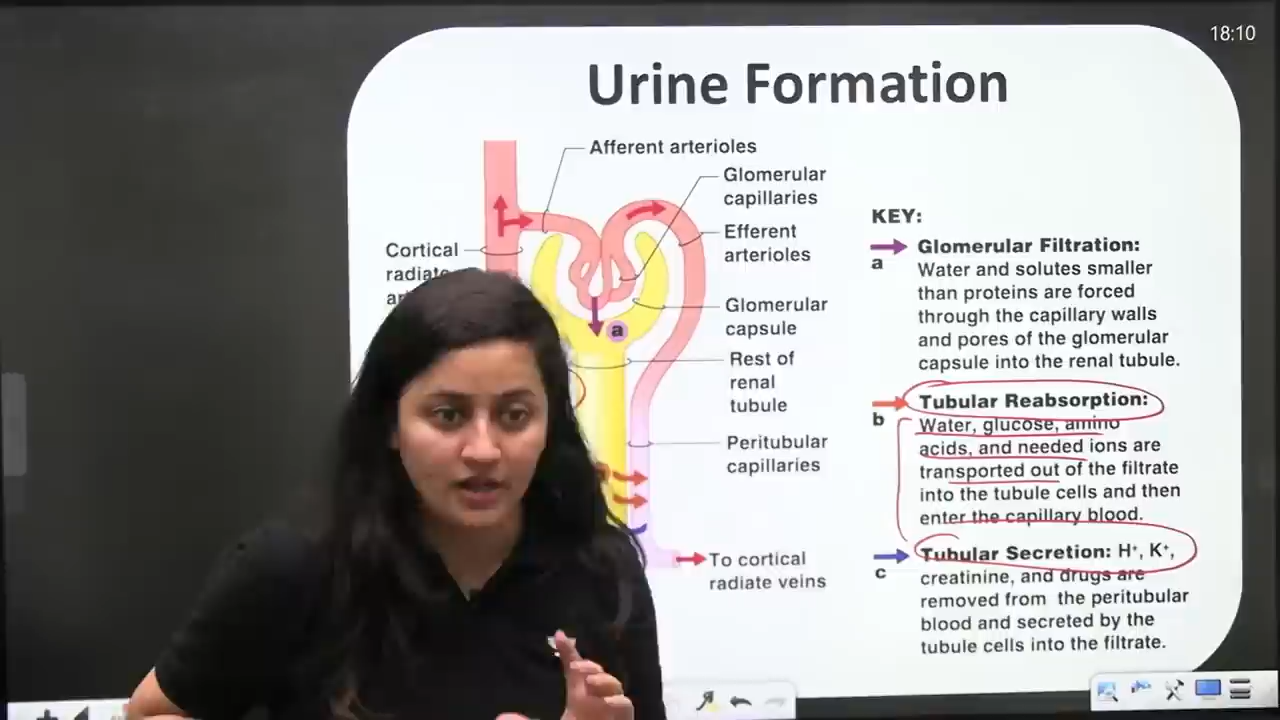 18:10
Urine Formation
Afferent arterioles
Glomerular
capillaries
Efferent
arterioles
Cortical
radiate
Glomerular
capsule
a
Rest of
renal
tubule
Peritubular
capillaries
To cortical
radiate veins
KEY:
a
Glomerular Filtration:
Water and solutes smaller
than proteins are forced
through the capillary walls
and pores of the glomerular
capsule into the renal tubule.
b
Tubular Reabsorption:
Water, glucose, amino
acids, and needed ions are
transported out of the filtrate
into the tubule cells and then
enter the capillary blood.
c
Tubular Secretion: H⁺, K⁺,
creatinine, and drugs are
removed from the peritubular
blood and secreted by the
tubule cells into the filtrate.